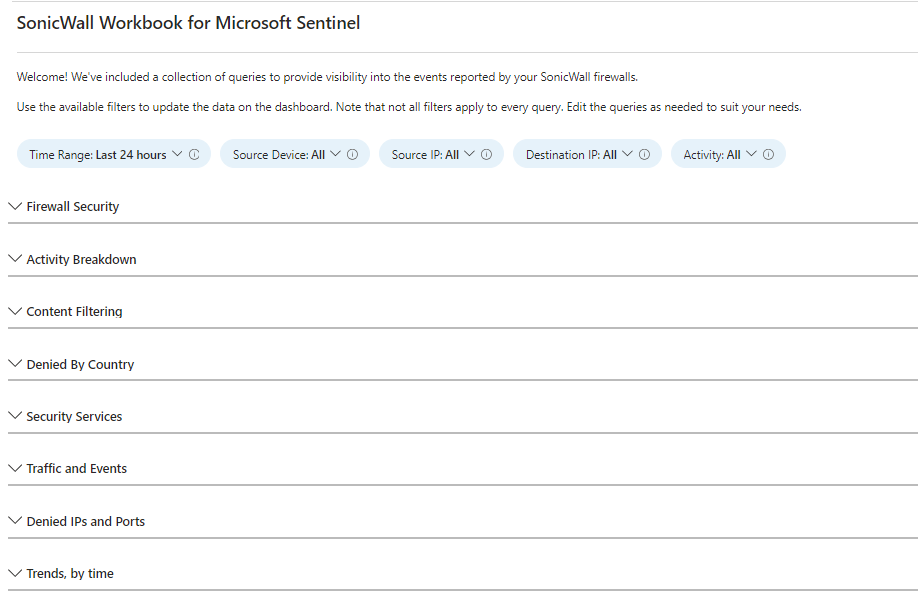 SonicWall Workbook for Microsoft Sentinel
Welcome! We've included a collection of queries to provide visibility into the events reported by your SonicWall firewalls.
Use the available filters to update the data on the dashboard. Note that not all filters apply to every query. Edit the queries as needed to suit your needs.
Time Range: Last 24 hours Source Device: All Source IP: All Destination IP: All Activity: All
Firewall Security
Activity Breakdown
Content Filtering
Denied By Country
Security Services
Traffic and Events
Denied IPs and Ports
Trends, by time